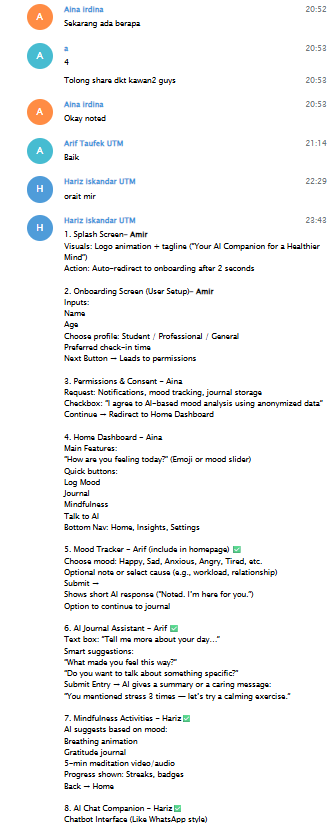 Aina irdina 20:52
A
Sekarang ada berapa
a 20:53
A
4
Tolong share dkt kawan2 guys 20:53
Aina irdina 20:53
A
Okay noted
Arif Taufek UTM 21:14
A
Baik
Hariz iskandar UTM 22:29
H
orait mir
Hariz iskandar UTM 23:43
H
1. Splash Screen– Amir
Visuals: Logo animation + tagline ("Your AI Companion for a Healthier
Mind")
Action: Auto-redirect to onboarding after 2 seconds
2. Onboarding Screen (User Setup)– Amir
Inputs:
Name
Age
Choose profile: Student / Professional / General
Preferred check-in time
Next Button → Leads to permissions
3. Permissions & Consent – Aina
Request: Notifications, mood tracking, journal storage
Checkbox: "I agree to AI-based mood analysis using anonymized data"
Continue → Redirect to Home Dashboard
4. Home Dashboard – Aina
Main Features:
"How are you feeling today?" (Emoji or mood slider)
Quick buttons:
Log Mood
Journal
Mindfulness
Talk to AI
Bottom Nav: Home, Insights, Settings
5. Mood Tracker – Arif (include in homepage) ✅
Choose mood: Happy, Sad, Anxious, Angry, Tired, etc.
Optional note or select cause (e.g., workload, relationship)
Submit →
Shows short AI response ("Noted. I'm here for you.")
Option to continue to journal
6. AI Journal Assistant – Arif ✅
Text box: "Tell me more about your day..."
Smart suggestions:
"What made you feel this way?"
"Do you want to talk about something specific?"
Submit Entry → AI gives a summary or a caring message:
"You mentioned stress 3 times — let's try a calming exercise."
7. Mindfulness Activities – Hariz ✅
AI suggests based on mood:
Breathing animation
Gratitude journal
5-min meditation video/audio
Progress shown: Streaks, badges
Back → Home
8. AI Chat Companion – Hariz ✅
Chatbot Interface (Like WhatsApp style)